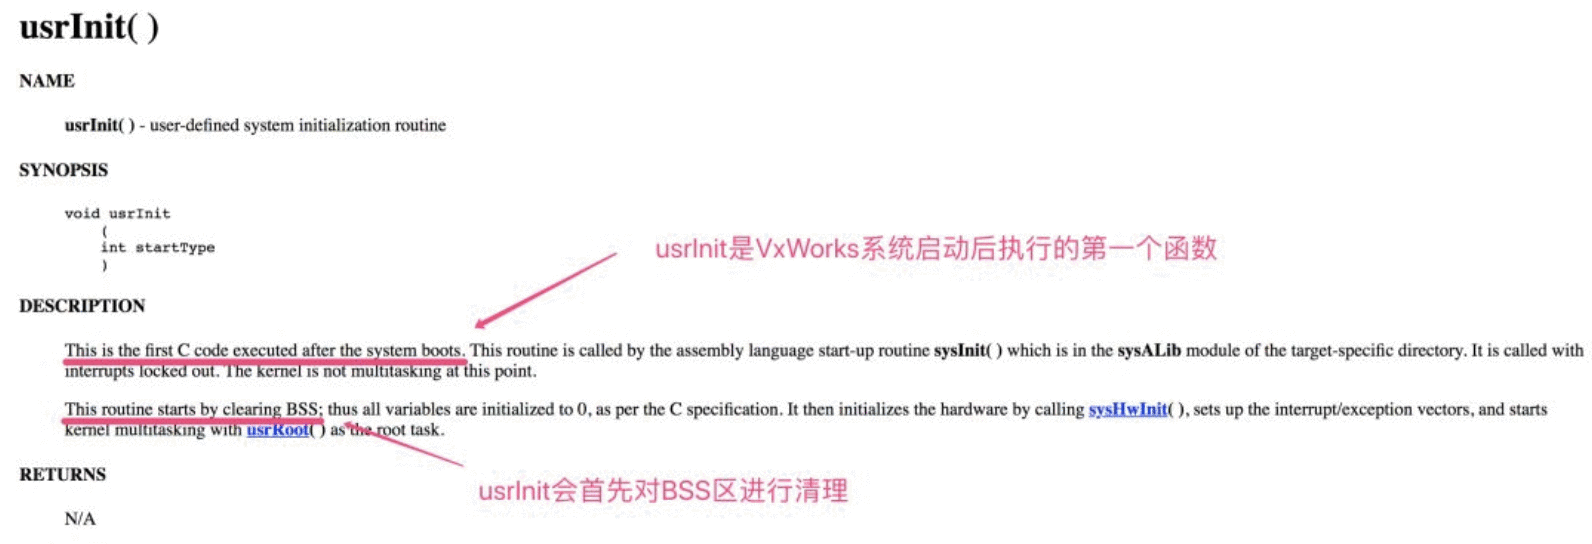 usrInit( )
NAME
usrInit( ) - user-defined system initialization routine
SYNOPSIS
void usrInit
(
int startType
)
usrInit是VxWorks系统启动后执行的第一个函数
DESCRIPTION
This is the first C code executed after the system boots. This routine is called by the assembly language start-up routine sysInit( ) which is in the sysALib module of the target-specific directory. It is called with
interrupts locked out. The kernel is not multitasking at this point.
This routine starts by clearing BSS; thus all variables are initialized to 0, as per the C specification. It then initializes the hardware by calling sysHwInit( ), sets up the interrupt/exception vectors, and starts
kernel multitasking with usrRoot( ) as the root task.
RETURNS
usrInit会首先对BSS区进行清理
N/A